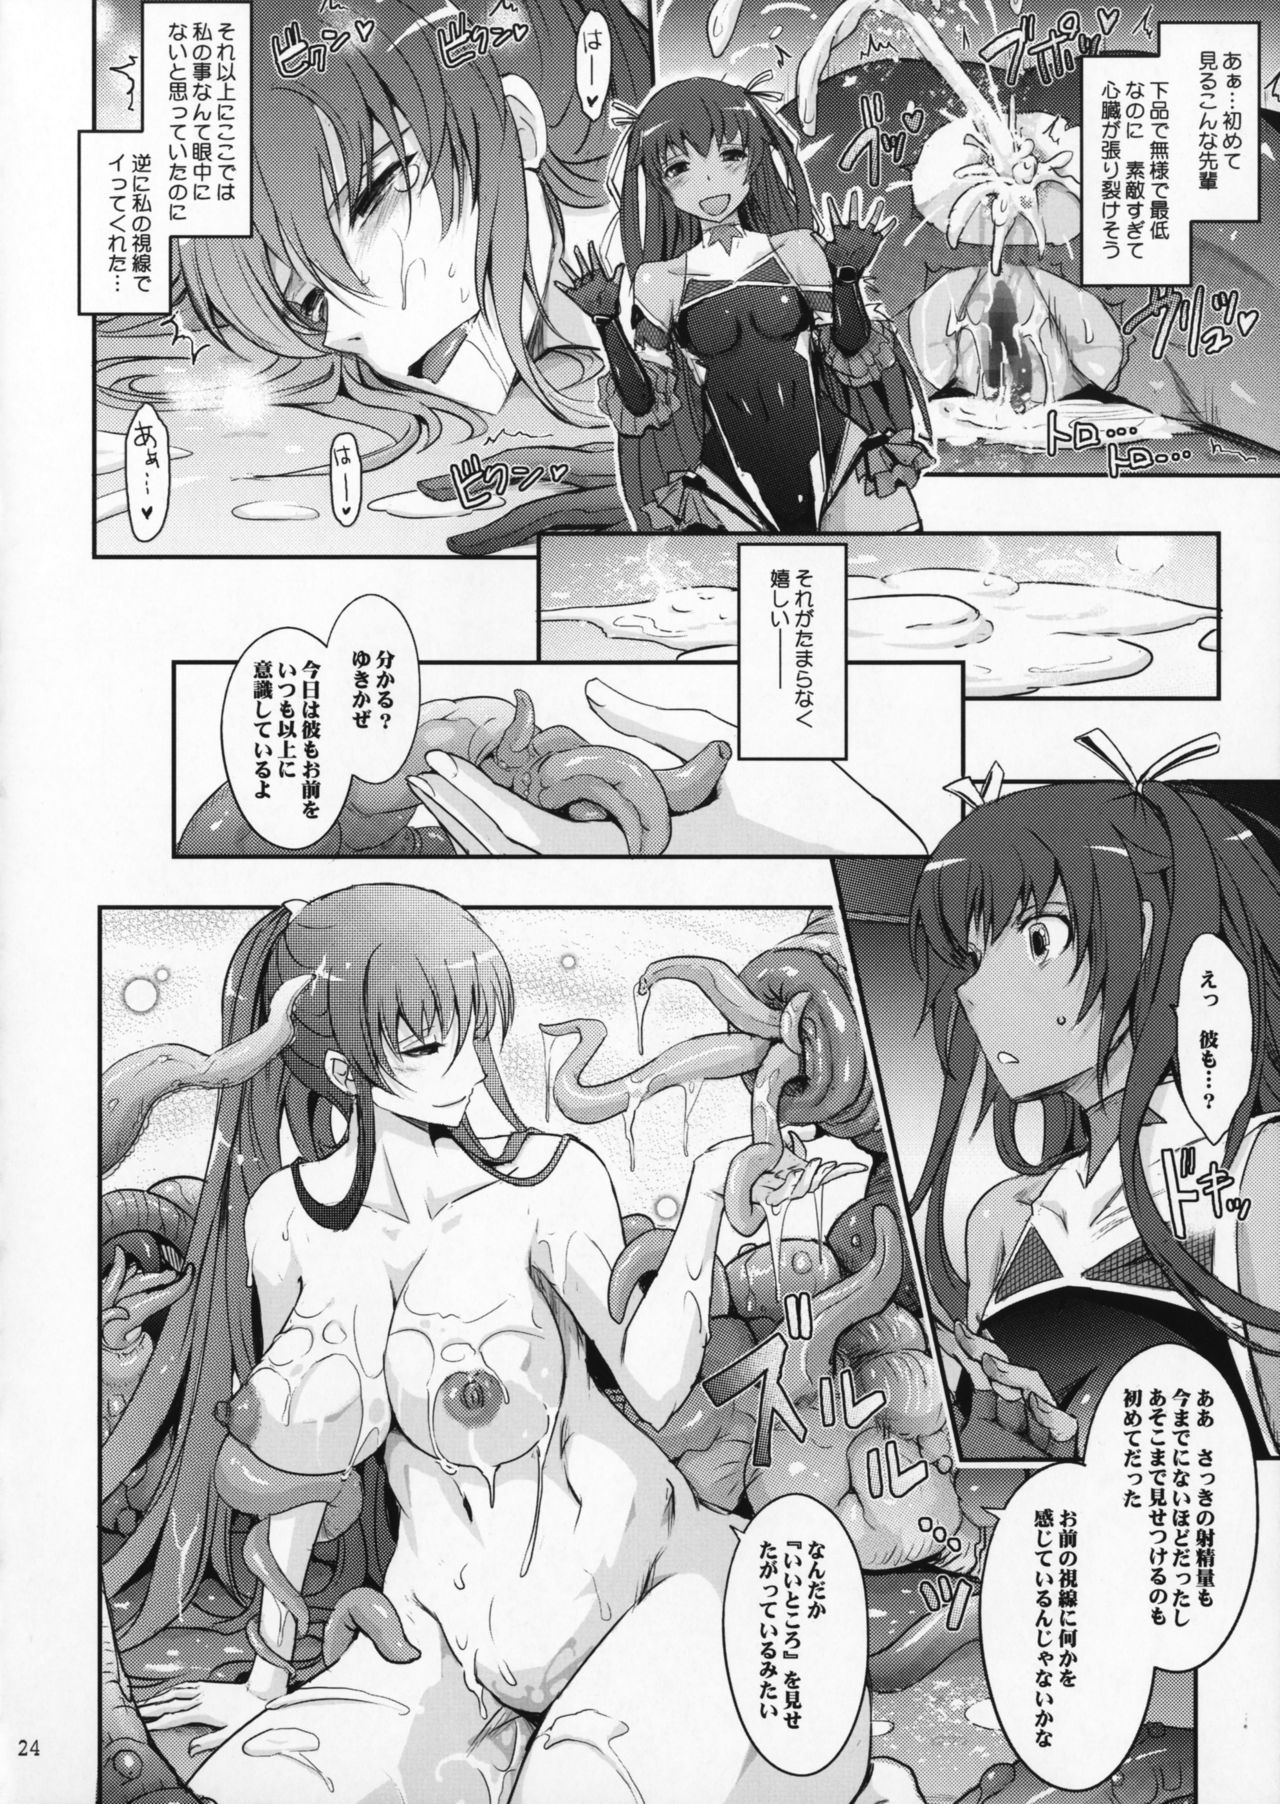 あぁ…初めて
見るこんな先輩
下品で無様で最低
なのに 素敵すぎて
心臓が張り裂けそう
ブポッ♡
ブッ♡
ブリュッ♡
トロ‥‥
トロ‥‥
はー♡
ビクン♡
ビクン♡
それ以上にここでは
私の事なんて眼中に
ないと思っていたのに
逆に私の視線で
イってくれた…
ビクン♡
はー♡
あぁ…♡
それがたまらなく
嬉しい――
分かる？
ゆきかぜ
今日は彼もお前を
いつも以上に
意識しているよ
えっ 彼も…？
ドキッ
ああ さっきの射精量も
今までにないほどだったし
あそこまで見せつけるのも
初めてだった
お前の視線に何かを
感じているんじゃないかな
ズルルルッ
なんだか
『いいところ』を見せ
たがっているみたい
24